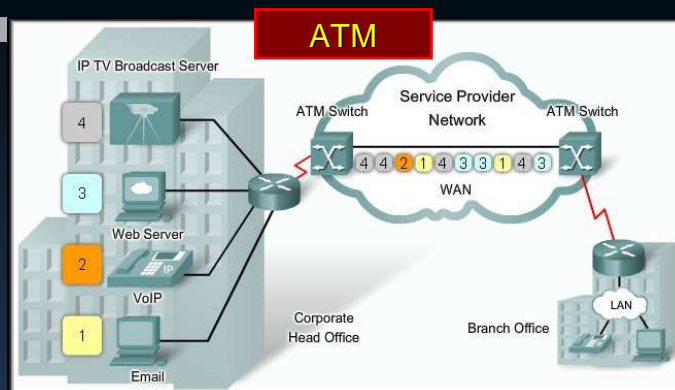 ATM
IP TV Broadcast Server
4
3
Web Server
2
IP
VoIP
1
Email
Corporate
Head Office
ATM Switch
Service Provider
Network
ATM Switch
4 4 2 1 4 3 3 1 4 3
WAN
LAN
Branch Office